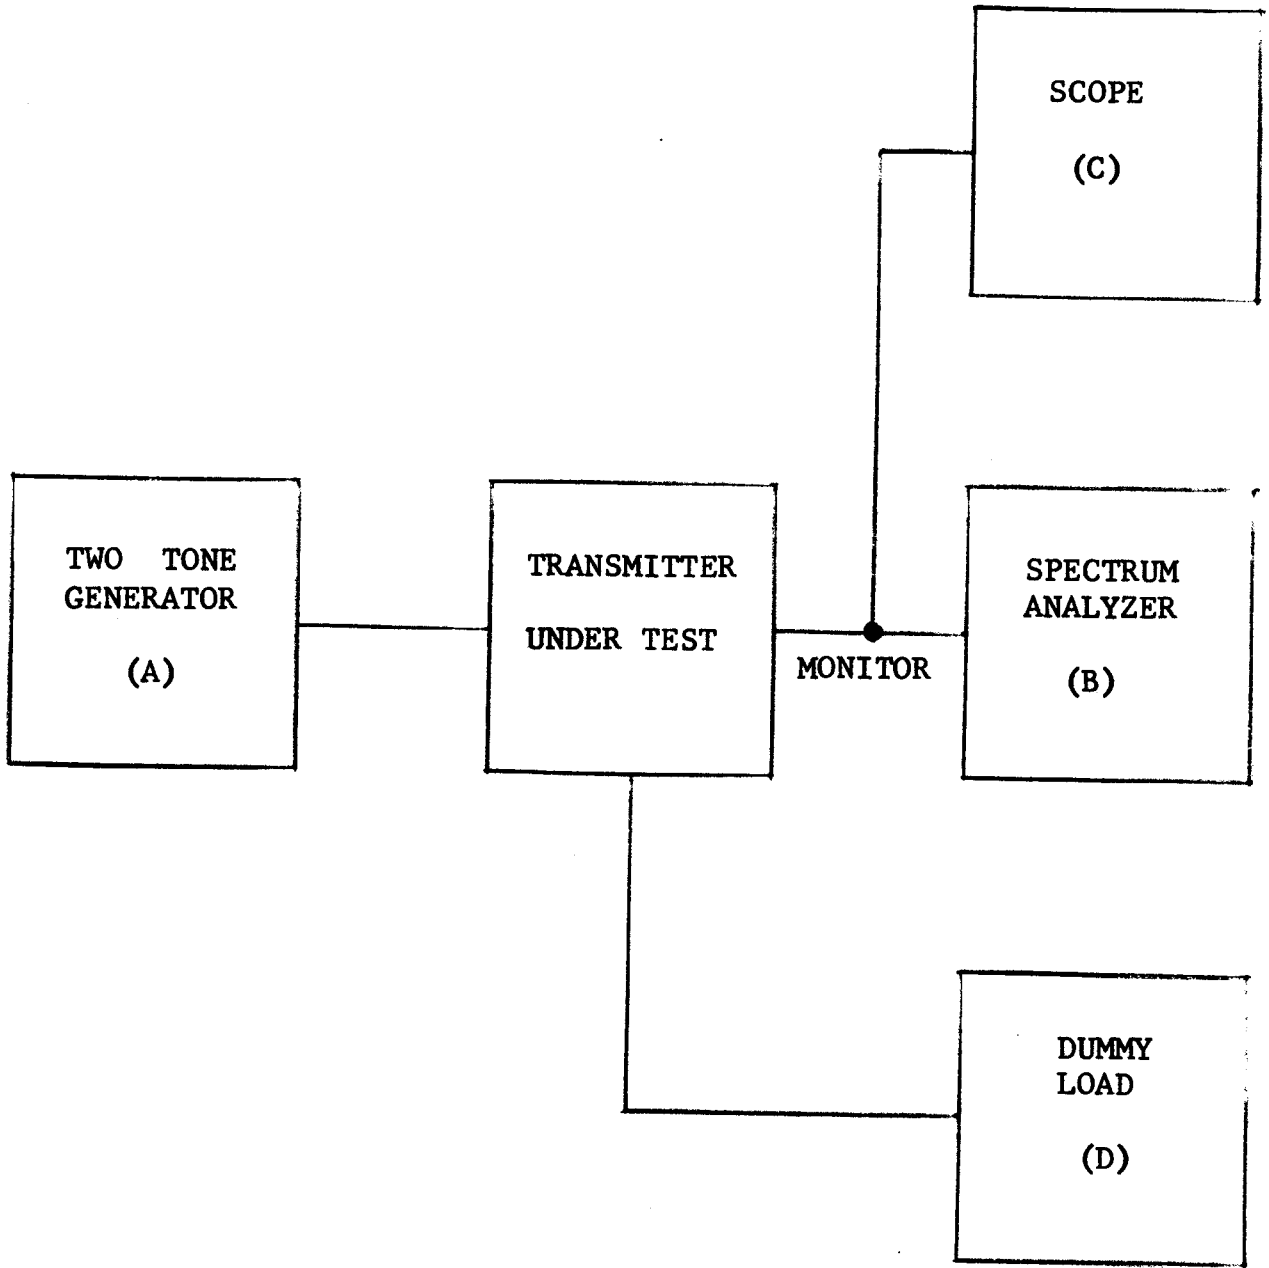 SCOPE
(C)
TWO TONE
GENERATOR
(A)
TRANSMITTER
UNDER TEST
MONITOR
SPECTRUM
ANALYZER
(B)
DUMMY
LOAD
(D)